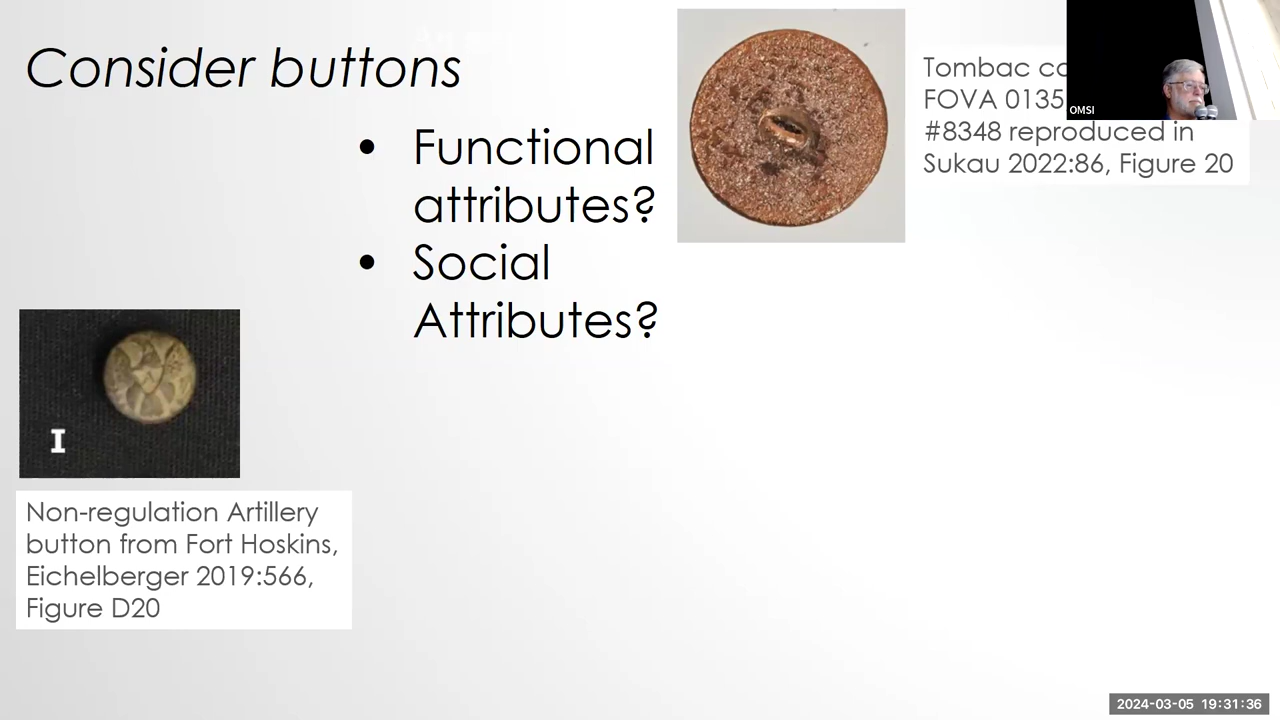 Consider buttons
• Functional
attributes?
• Social
Attributes?
Tombac
FOVA 0135
#8348 reproduced in
Sukau 2022:86, Figure 20
OMSI
I
Non-regulation Artillery
button from Fort Hoskins,
Eichelberger 2019:566,
Figure D20
2024-03-05 19:31:36